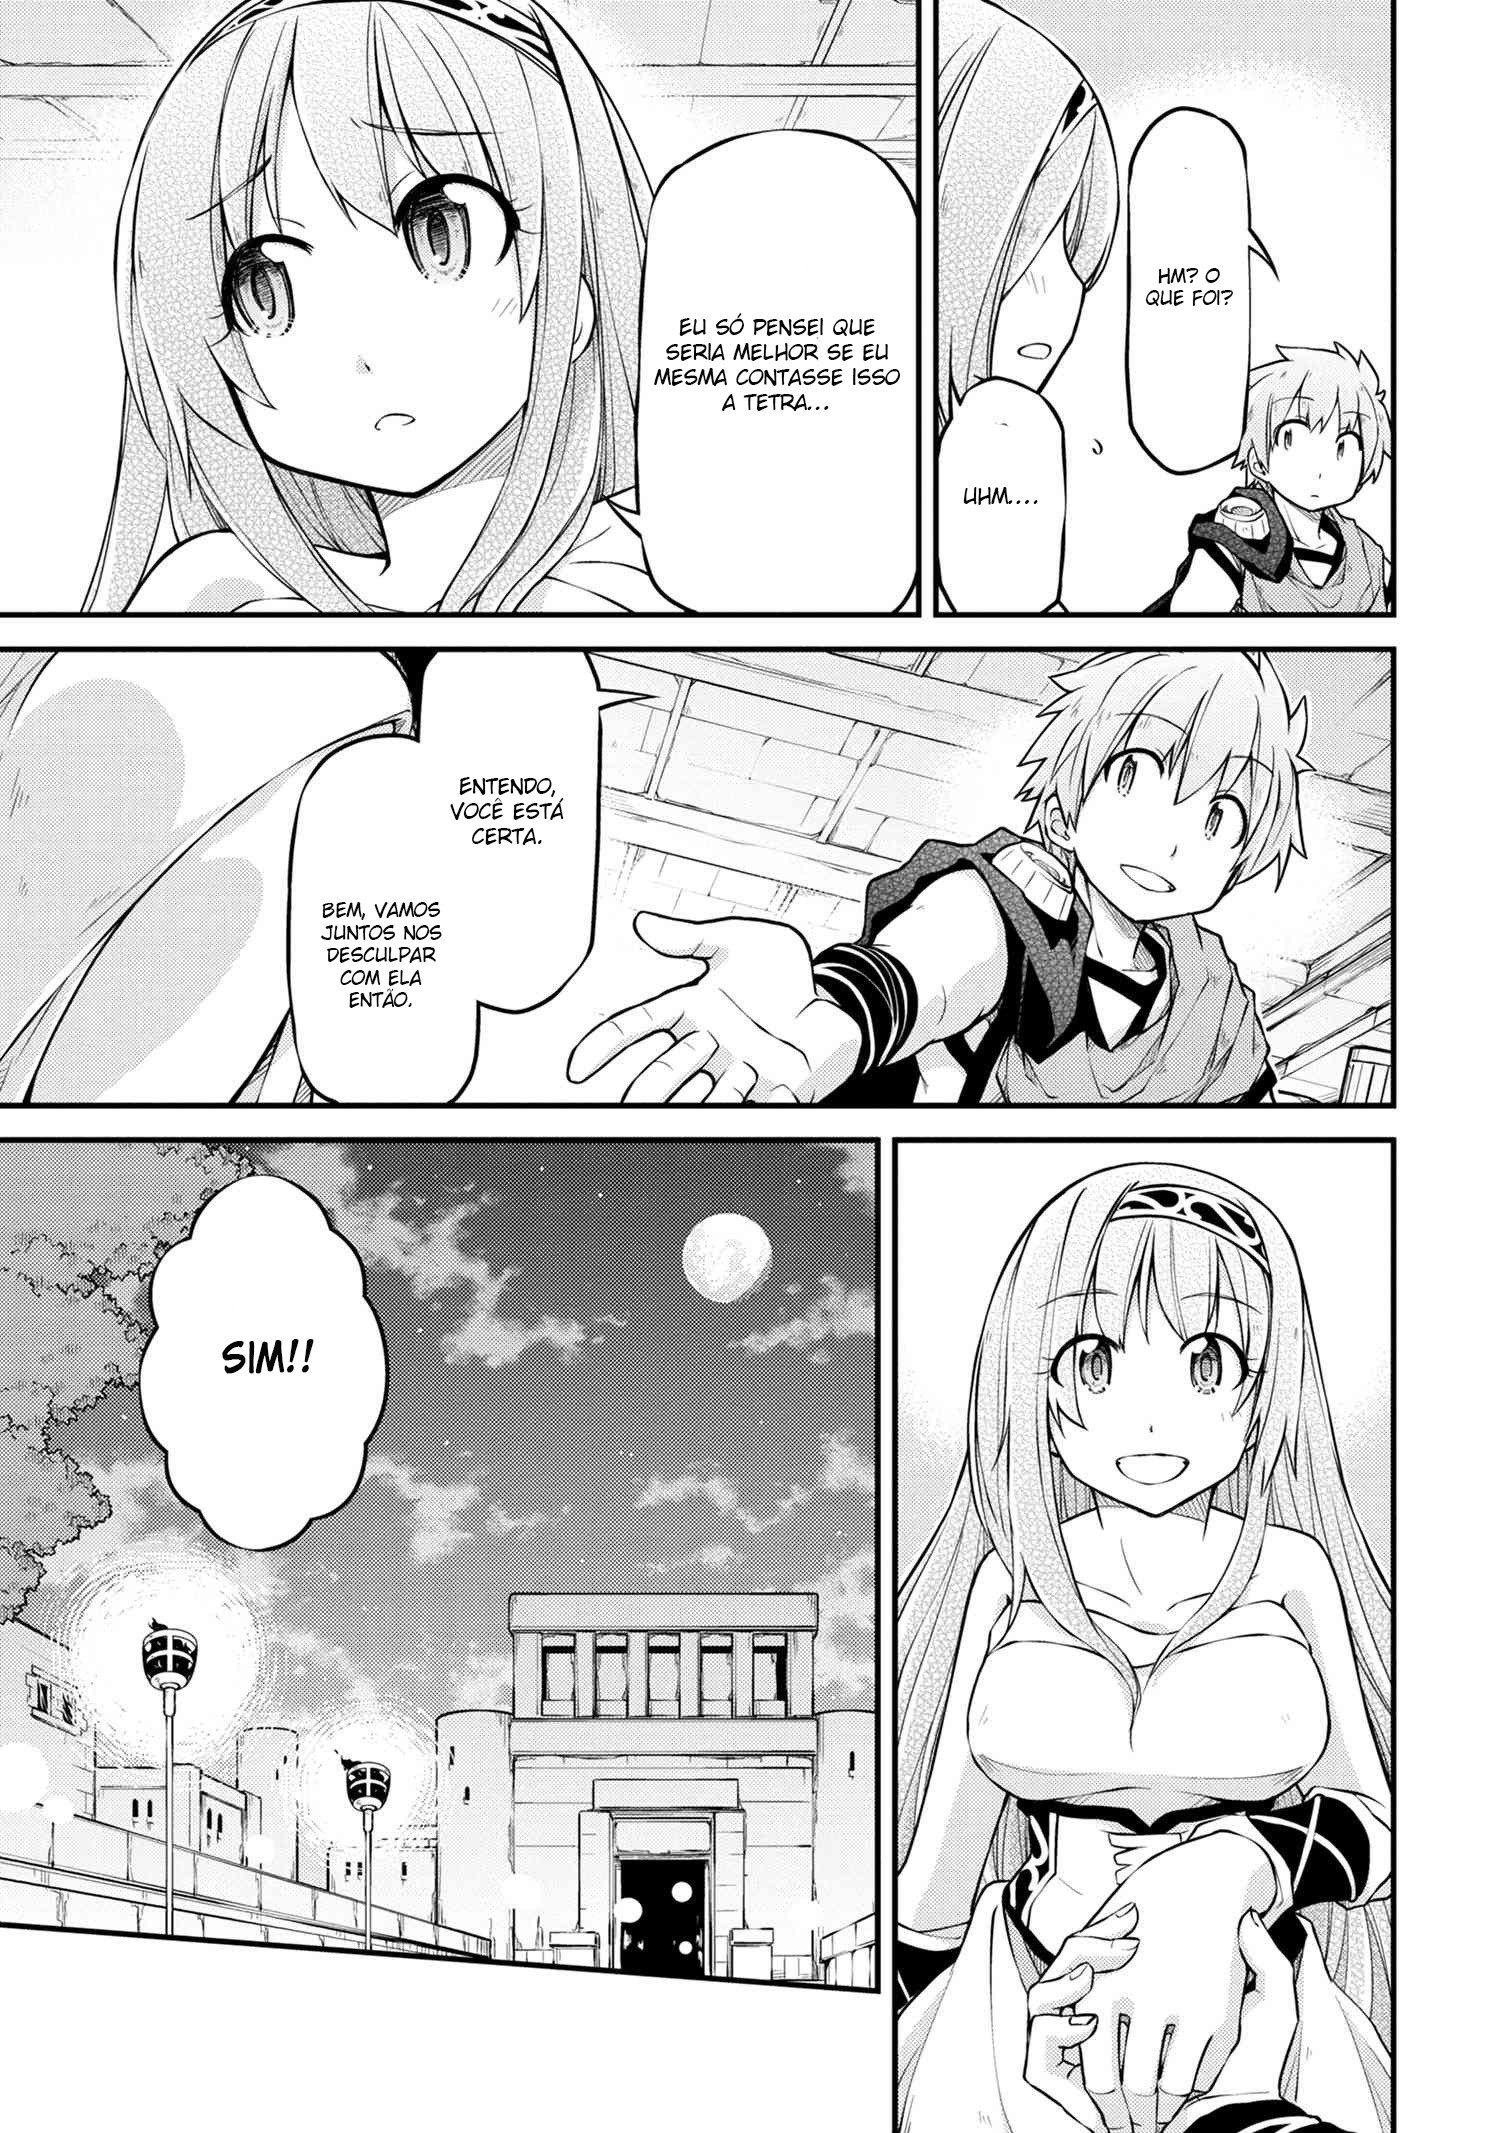 HM? O
QUE FOI?
UHM....
EU SÓ PENSEI QUE
SERIA MELHOR SE EU
MESMA CONTASSE ISSO
A TETRA...
ENTENDO,
VOCÊ ESTÁ
CERTA.
BEM, VAMOS
JUNTOS NOS
DESCULPAR
COM ELA
ENTÃO.
SIM!!